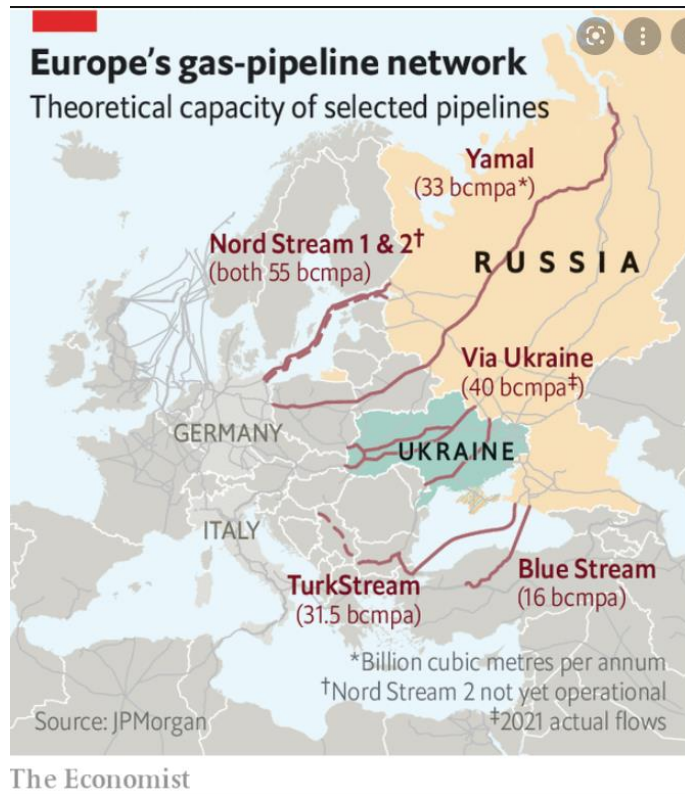 Europe's gas-pipeline network
Theoretical capacity of selected pipelines
Yamal
(33 bcmpa*)
Nord Stream 1 & 2†
(both 55 bcmpa)
RUSSIA
Via Ukraine
(40 bcmpa‡)
GERMANY
UKRAINE
ITALY
TurkStream
(31.5 bcmpa)
Blue Stream
(16 bcmpa)
*Billion cubic metres per annum
†Nord Stream 2 not yet operational
Source: JPMorgan
‡2021 actual flows
The Economist